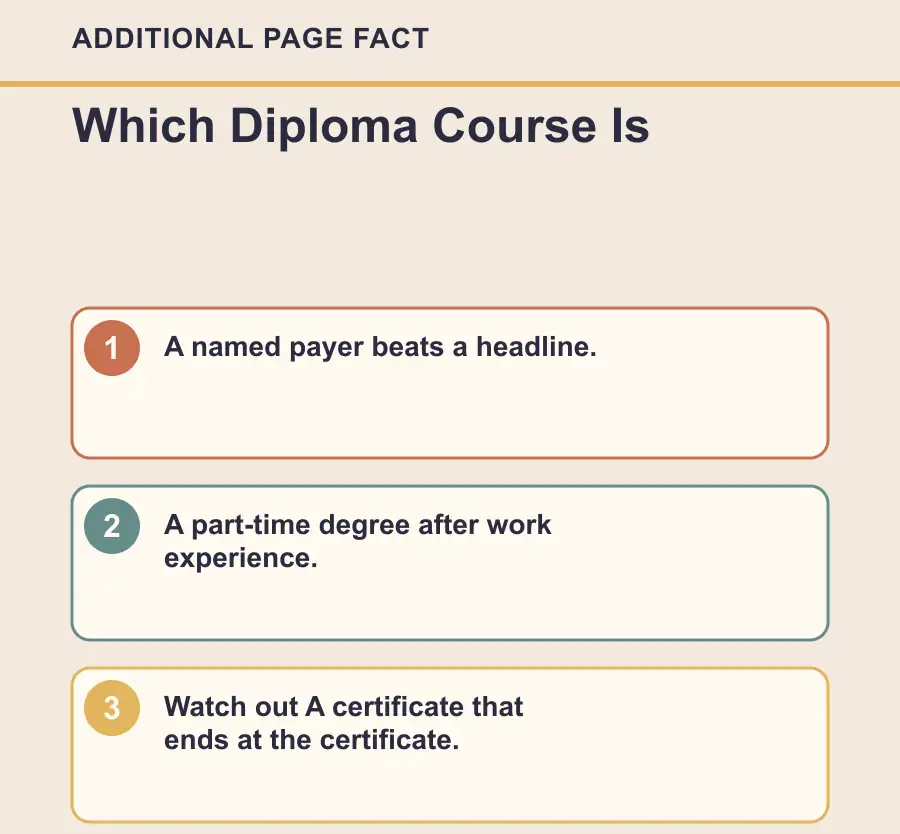 ADDITIONAL PAGE FACT
Which Diploma Course Is
1
A named payer beats a headline.
2
A part-time degree after work
experience.
3
Watch out A certificate that
ends at the certificate.